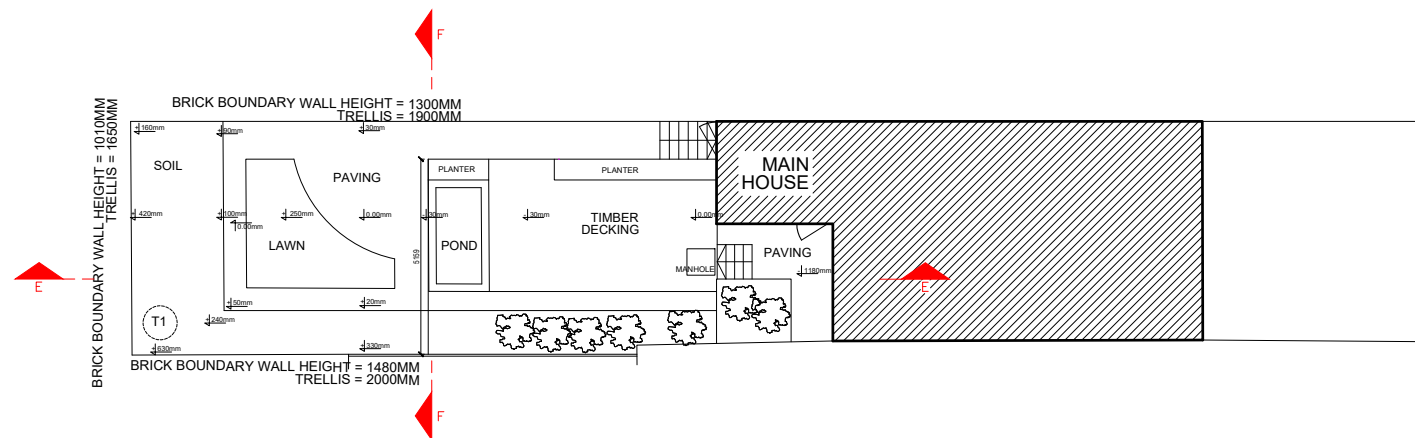 F
BRICK BOUNDARY WALL HEIGHT = 1300MM
TRELLIS = 1900MM
BRICK BOUNDARY WALL HEIGHT = 1010MM
TRELLIS = 1650MM
+160mm
+90mm
+30mm
SOIL
PAVING
PLANTER
PLANTER
MAIN
HOUSE
+420mm
+100mm
+250mm
0.00mm
+30mm
+30mm
0.00mm
0.00mm
TIMBER
DECKING
LAWN
POND
5159
PAVING
MANHOLE
-1180mm
E
E
+50mm
+20mm
T1
+240mm
+630mm
+330mm
BRICK BOUNDARY WALL HEIGHT = 1480MM
TRELLIS = 2000MM
F